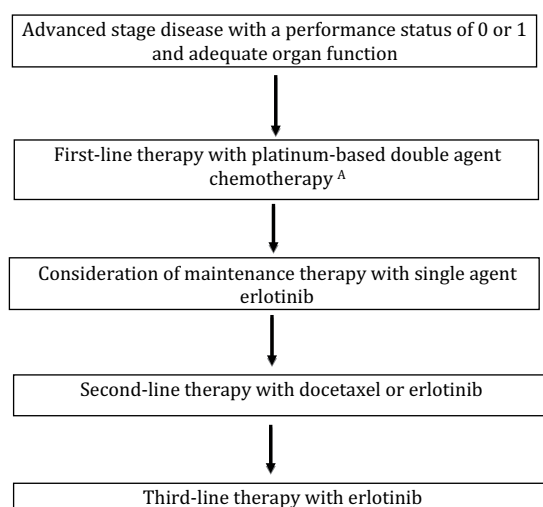 Advanced stage disease with a performance status of 0 or 1
and adequate organ function
First-line therapy with platinum-based double agent
chemotherapy A
Consideration of maintenance therapy with single agent
erlotinib
Second-line therapy with docetaxel or erlotinib
Third-line therapy with erlotinib